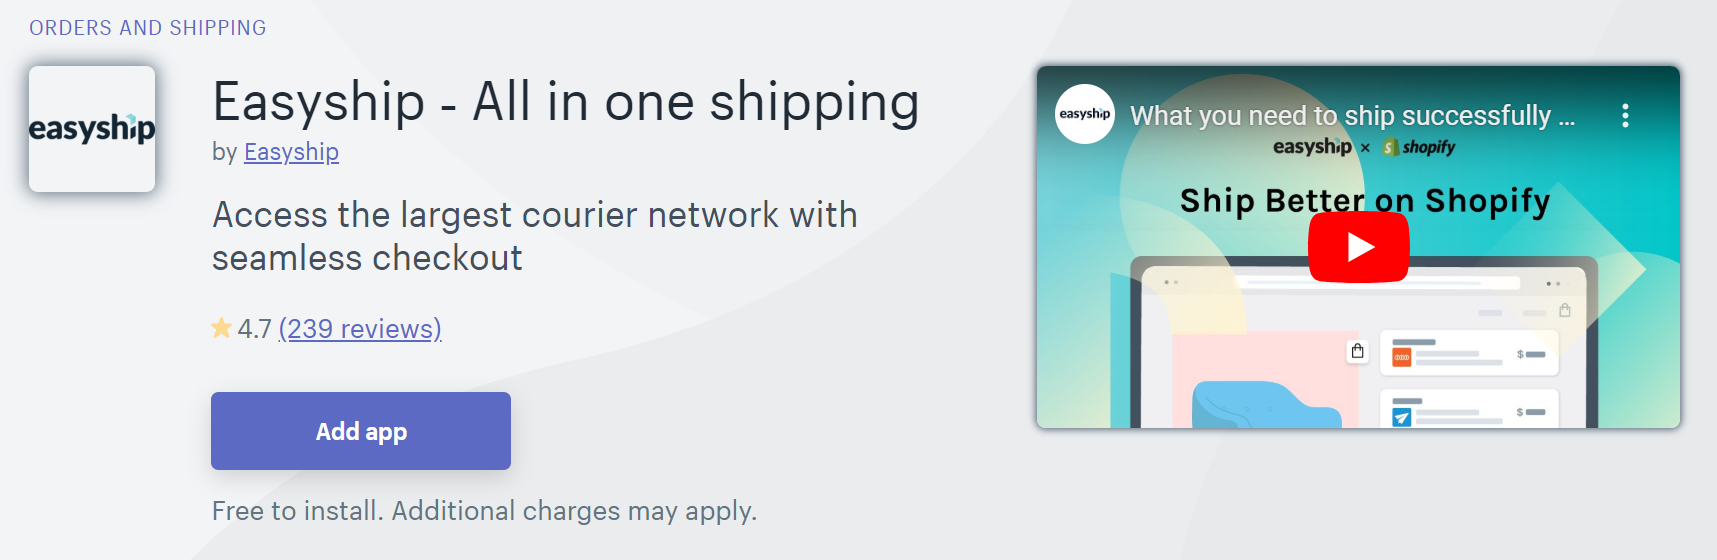 ORDERS AND SHIPPING
easyship
Easyship - All in one shipping
by Easyship
Access the largest courier network with
seamless checkout
4.7 (239 reviews)
Add app
Free to install. Additional charges may apply.
easyship
What you need to ship successfully ...
easyship × shopify
Ship Better on Shopify
$
$